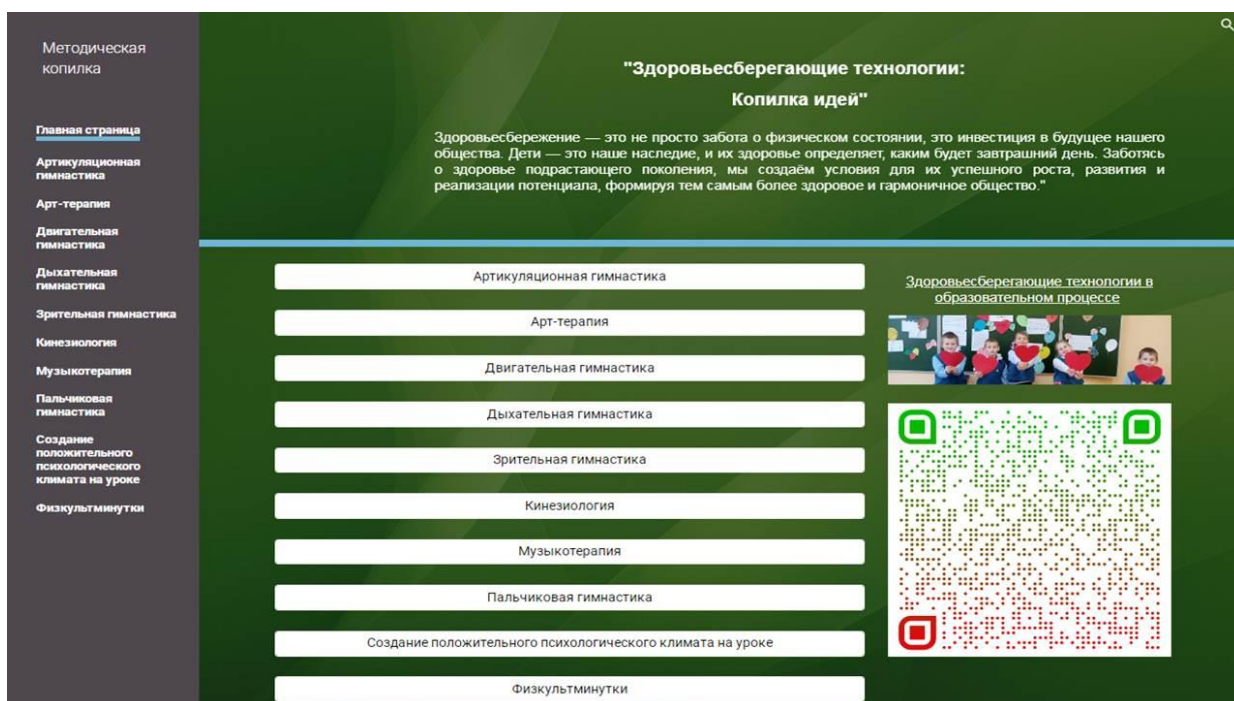 Методическая
копилка
Главная страница
Артикуляционная
гимнастика
Арт-терапия
Двигательная
гимнастика
Дыхательная
гимнастика
Зрительная гимнастика
Кинезиология
Музыкотерапия
Пальчиковая
гимнастика
Создание
положительного
психологического
климата на уроке
Физкультминутки
"Здоровьесберегающие технологии:
Копилка идей"
Здоровьесбережение — это не просто забота о физическом состоянии, это инвестиция в будущее нашего
общества. Дети — это наше наследие, и их здоровье определяет, каким будет завтрашний день. Заботясь
о здоровье подрастающего поколения, мы создаём условия для их успешного роста, развития и
реализации потенциала, формируя тем самым более здоровое и гармоничное общество."
Артикуляционная гимнастика
Арт-терапия
Двигательная гимнастика
Дыхательная гимнастика
Зрительная гимнастика
Кинезиология
Музыкотерапия
Пальчиковая гимнастика
Создание положительного психологического климата на уроке
Физкультминутки
Здоровьесберегающие технологии в
образовательном процессе